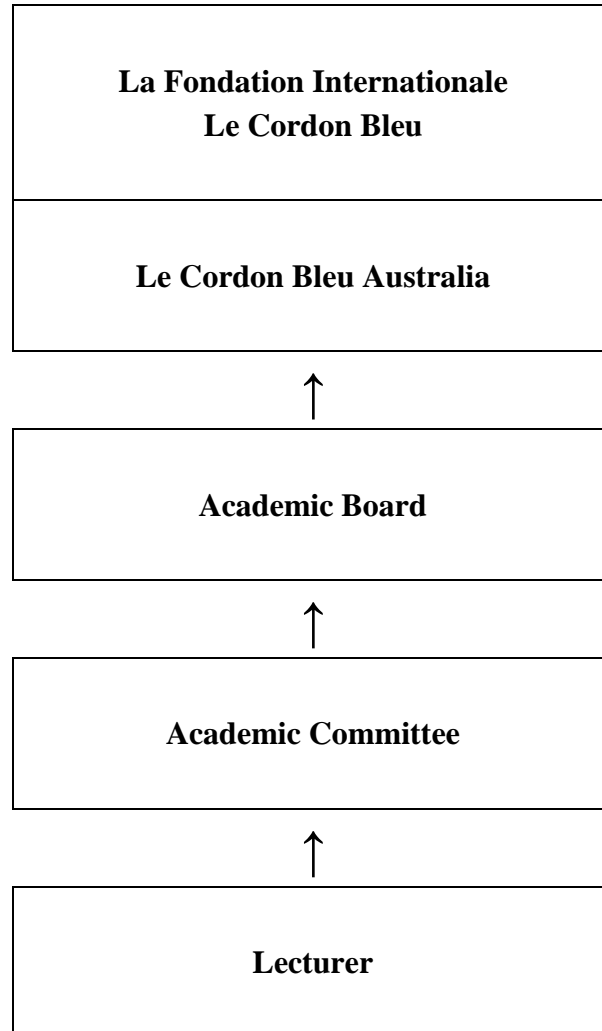 La Fondation Internationale
Le Cordon Bleu
Le Cordon Bleu Australia
↑
Academic Board
↑
Academic Committee
↑
Lecturer